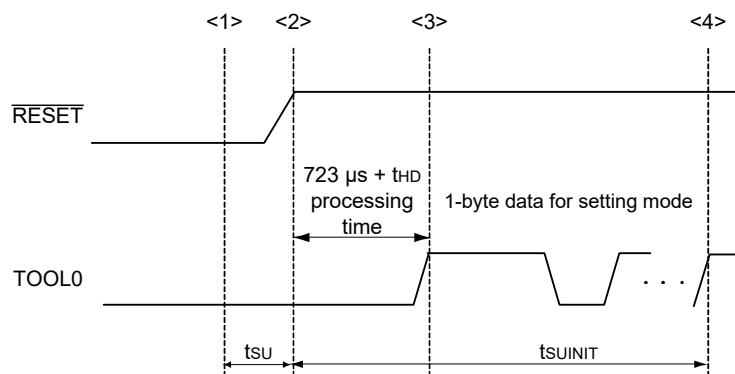 <1> <2> <3> <4>
RESET
723 µs + tHD
processing
time
1-byte data for setting mode
TOOL0
. . .
tSU
tSUINIT